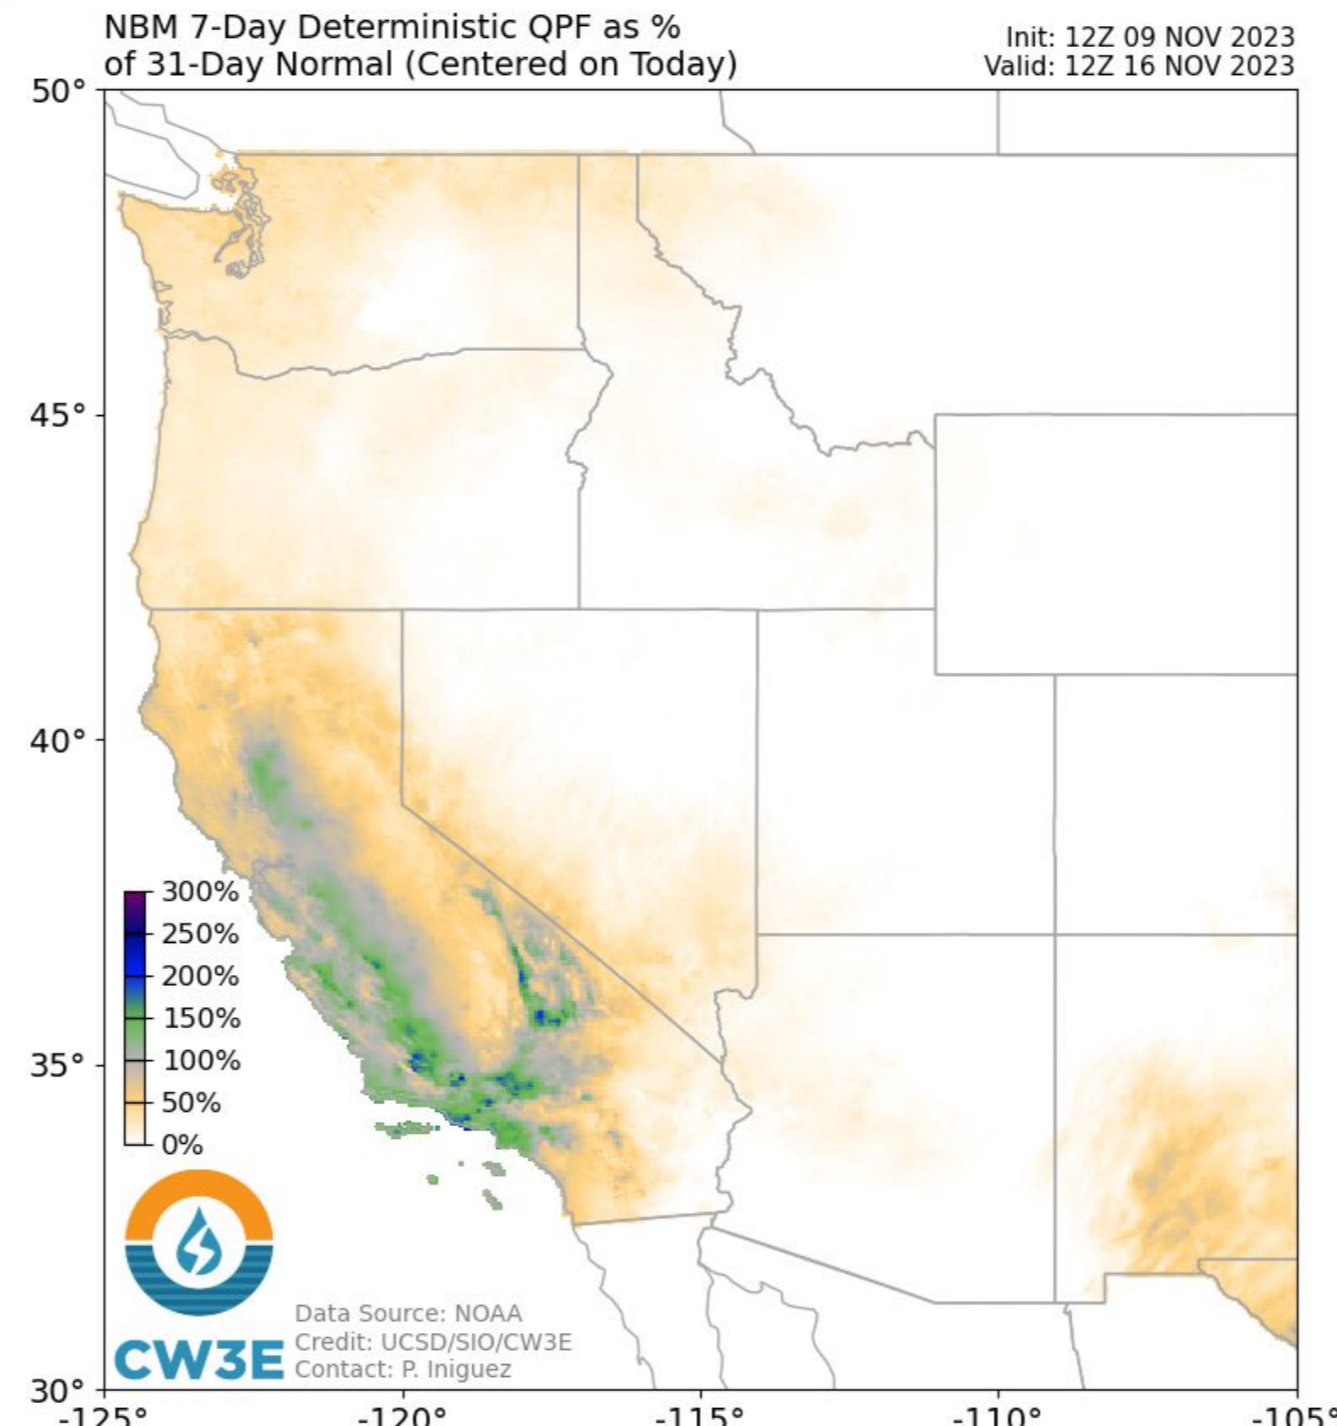 NBM 7-Day Deterministic QPF as %
of 31-Day Normal (Centered on Today)
Init: 12Z 09 NOV 2023
Valid: 12Z 16 NOV 2023
50°
45°
40°
35°
30°
300%
250%
200%
150%
100%
50%
0%
CW3E
Data Source: NOAA
Credit: UCSD/SIO/CW3E
Contact: P. Iniguez
-125° -120° -115° -110° -105°